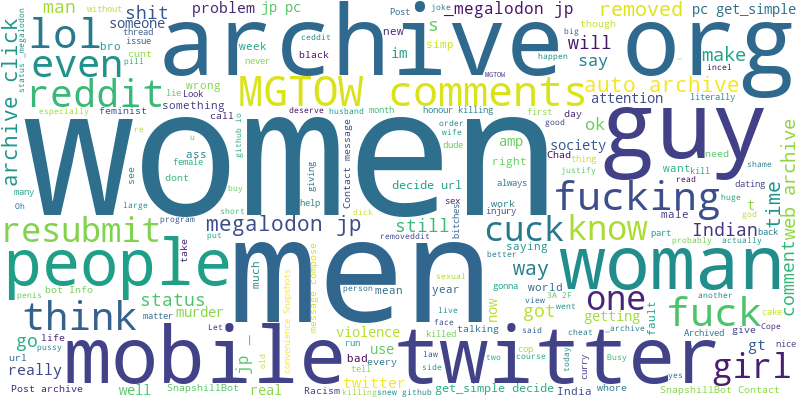 man shit someone problem jp pc archive _megalodon jp removed pc get_simple
lol even bro im s simp will say make
archive org
archive click reddit MGTOW comments auto archive attention
women guy
ok society amp right decide url
resubmit megalodon jp still cuck know Indian time web archive
fucking comment
people men way one woman
think status murder violence now got getting fuck
go really mobile twitter girl
jp _ use bad twitter gt
Post archive well SnapshillBot real Racism India whore get_simple decide SnapshillBot Contact
Post joke new ceddit thread issue pill cunt week black never
without big though happen incel literally
status _megalodon especially feminist lie Look wrong something call
deserve husband month honour killing first day
giving Contact message order wife dude good Chad thing
justify want kill need read huge shame dating
many see re u ass female dont github io
Oh large buy short help sex work injury always
program put take removeddit dick bitches saying better male part probably actually back
penis bot Info much convenience Snapshots message compose person mean year sexual
world gonna view went 3A 2F said another cake
matter Let life pussy url old run tell every killed law side live face talking two
cop course today cheat curry Busy yes Archived give Cope nice
killing snew github fault t god